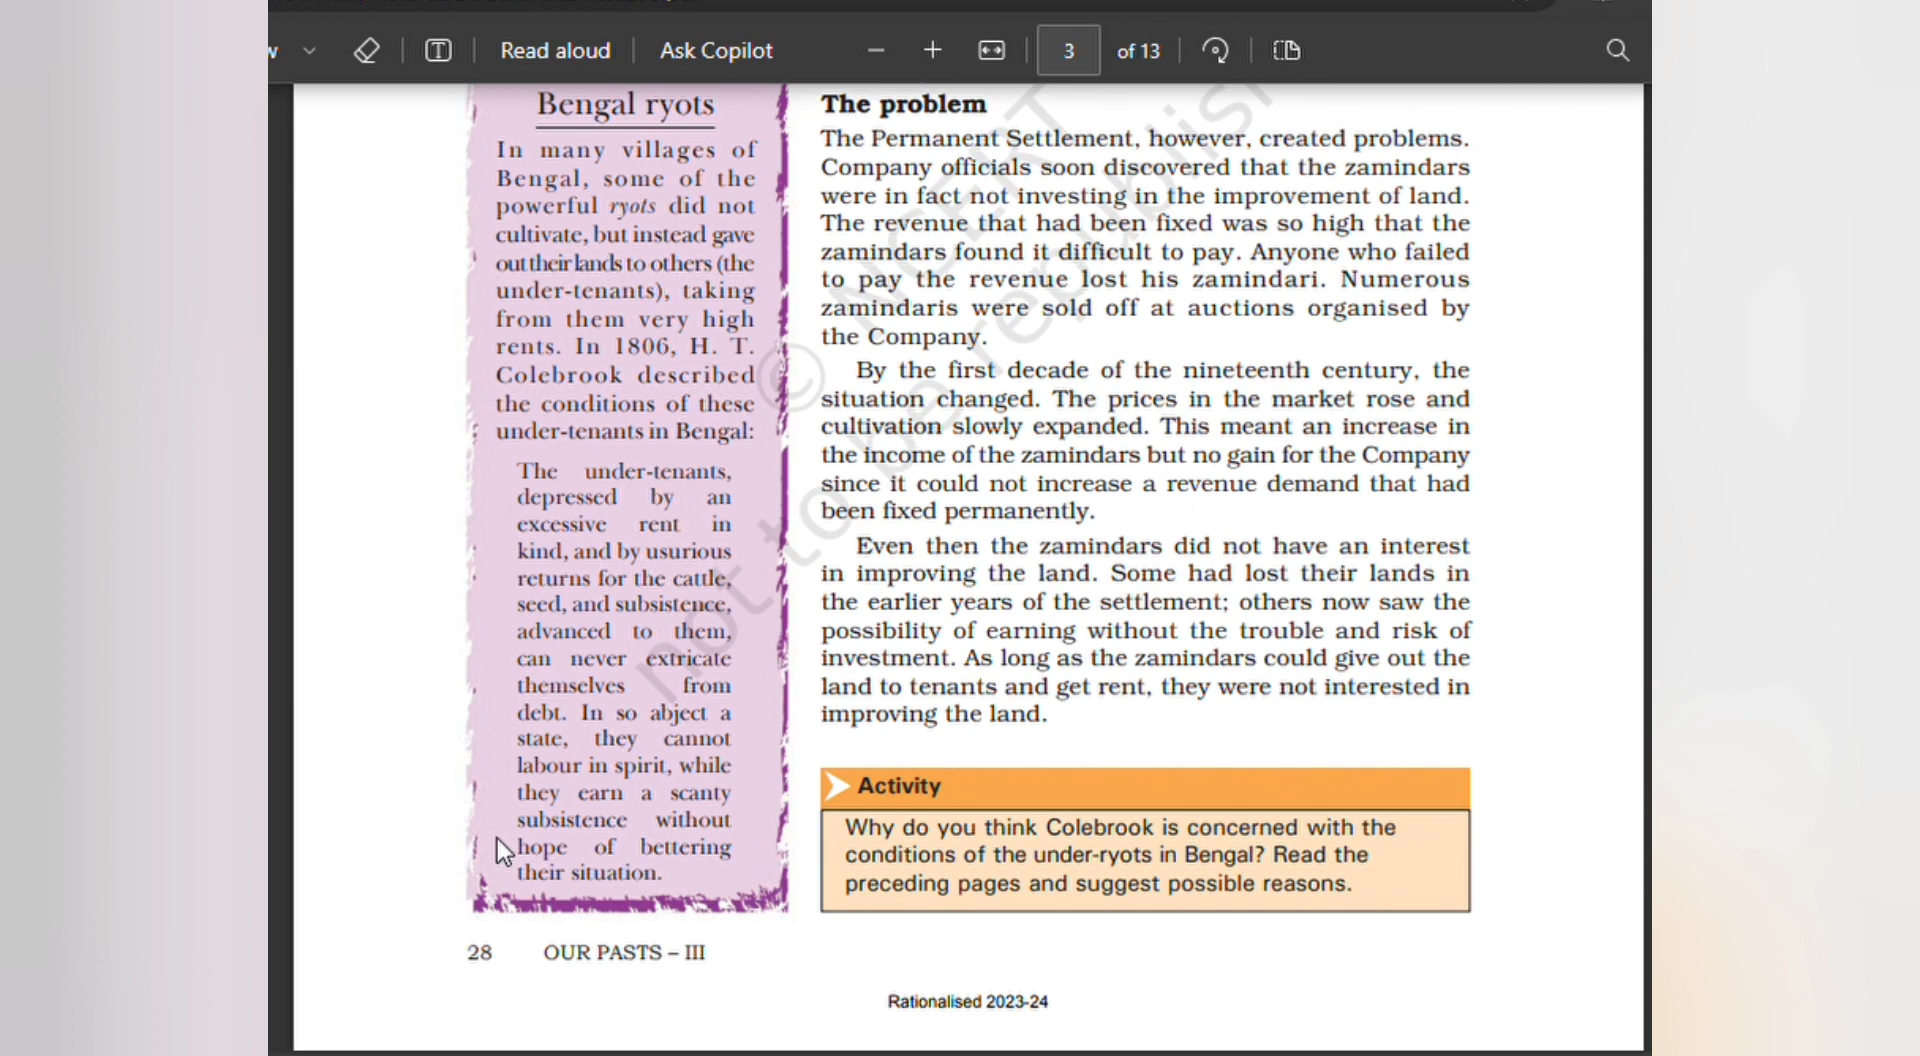 Read aloud
Ask Copilot
3
of 13
Bengal ryots
In many villages of
Bengal, some of the
powerful ryots did not
cultivate, but instead gave
out their lands to others (the
under-tenants), taking
from them very high
rents. In 1806, H. T.
Colebrook described
the conditions of these
under-tenants in Bengal:
The under-tenants,
depressed by an
excessive rent in
kind, and by usurious
returns for the cattle,
seed, and subsistence,
advanced to them,
can never extricate
themselves from
debt. In so abject a
state, they cannot
labour in spirit, while
they earn a scanty
subsistence without
hope of bettering
their situation.
The problem
The Permanent Settlement, however, created problems.
Company officials soon discovered that the zamindars
were in fact not investing in the improvement of land.
The revenue that had been fixed was so high that the
zamindars found it difficult to pay. Anyone who failed
to pay the revenue lost his zamindari. Numerous
zamindaris were sold off at auctions organised by
the Company.
By the first decade of the nineteenth century, the
situation changed. The prices in the market rose and
cultivation slowly expanded. This meant an increase in
the income of the zamindars but no gain for the Company
since it could not increase a revenue demand that had
been fixed permanently.
Even then the zamindars did not have an interest
in improving the land. Some had lost their lands in
the earlier years of the settlement; others now saw the
possibility of earning without the trouble and risk of
investment. As long as the zamindars could give out the
land to tenants and get rent, they were not interested in
improving the land.
Activity
Why do you think Colebrook is concerned with the
conditions of the under-ryots in Bengal? Read the
preceding pages and suggest possible reasons.
© NCERT
not to be republis
28 OUR PASTS – III
Rationalised 2023-24